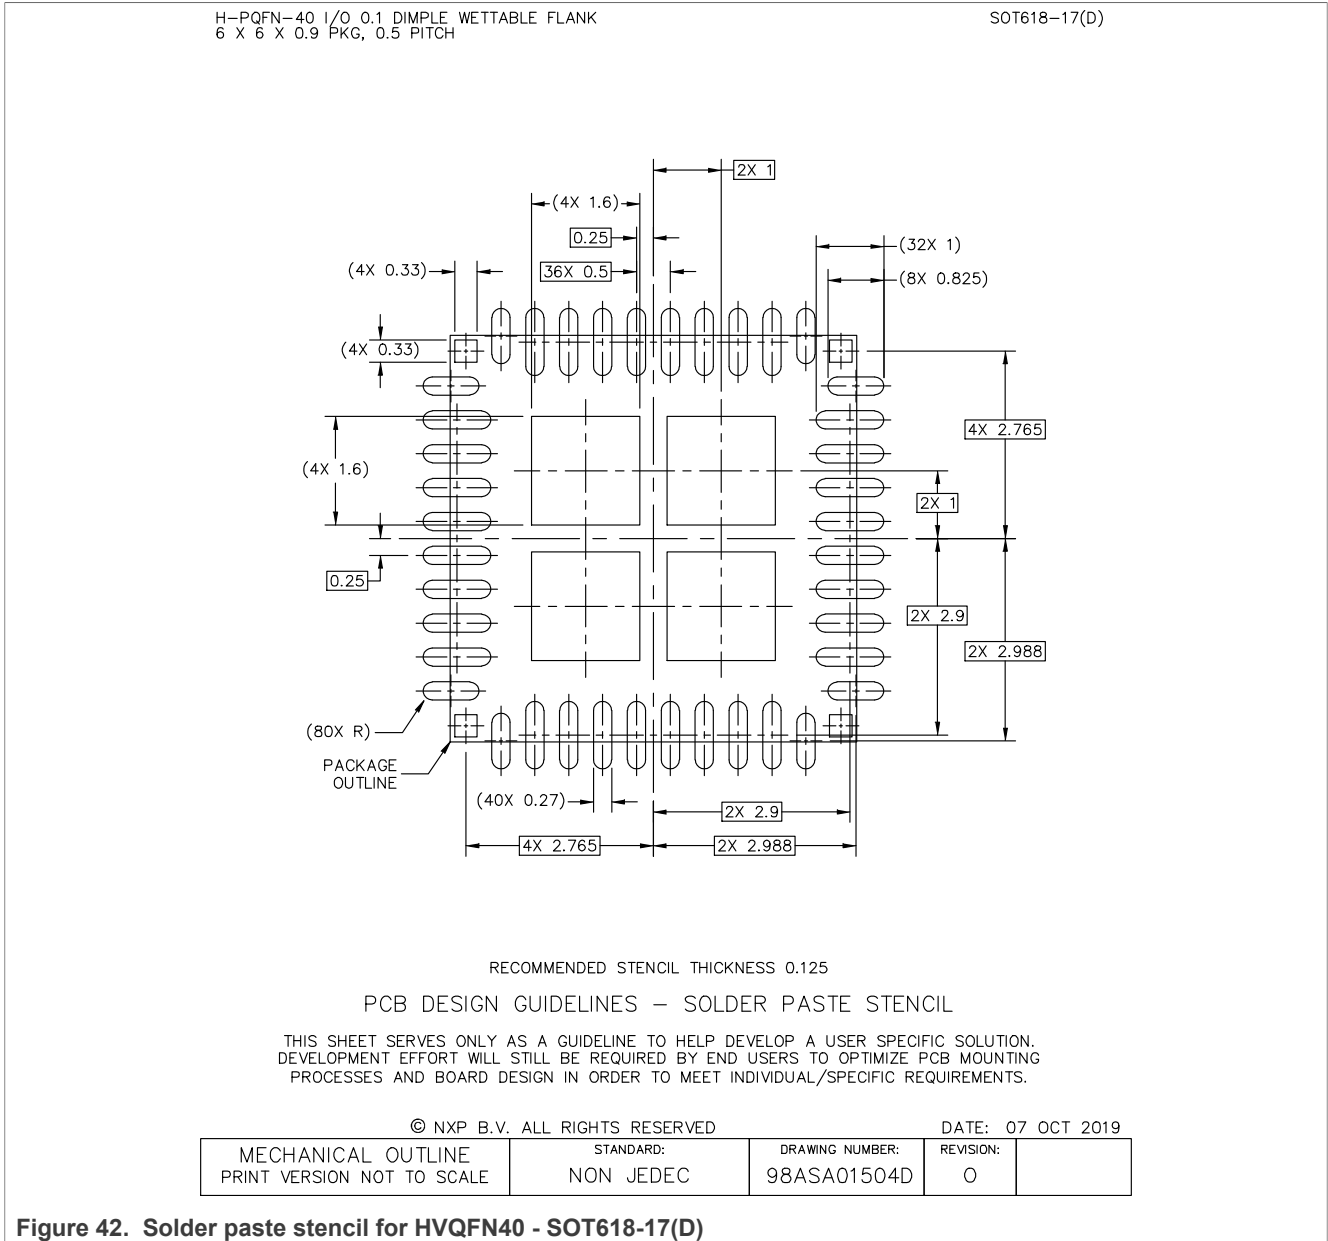 H-PQFN-40 I/O 0.1 DIMPLE WETTABLE FLANK
6 X 6 X 0.9 PKG, 0.5 PITCH
SOT618-17(D)
2X 1
(4X 1.6)
0.25
(32X 1)
(4X 0.33)
36X 0.5
(8X 0.825)
(4X 0.33)
4X 2.765
(4X 1.6)
2X 1
0.25
2X 2.9
2X 2.988
(80X R)
PACKAGE
OUTLINE
(40X 0.27)
2X 2.9
4X 2.765
2X 2.988
RECOMMENDED STENCIL THICKNESS 0.125
PCB DESIGN GUIDELINES - SOLDER PASTE STENCIL
THIS SHEET SERVES ONLY AS A GUIDELINE TO HELP DEVELOP A USER SPECIFIC SOLUTION.
DEVELOPMENT EFFORT WILL STILL BE REQUIRED BY END USERS TO OPTIMIZE PCB MOUNTING
PROCESSES AND BOARD DESIGN IN ORDER TO MEET INDIVIDUAL/SPECIFIC REQUIREMENTS.
© NXP B.V. ALL RIGHTS RESERVED
DATE: 07 OCT 2019
MECHANICAL OUTLINE
PRINT VERSION NOT TO SCALE
STANDARD:
NON JEDEC
DRAWING NUMBER:
98ASA01504D
REVISION:
O
Figure 42. Solder paste stencil for HVQFN40 - SOT618-17(D)